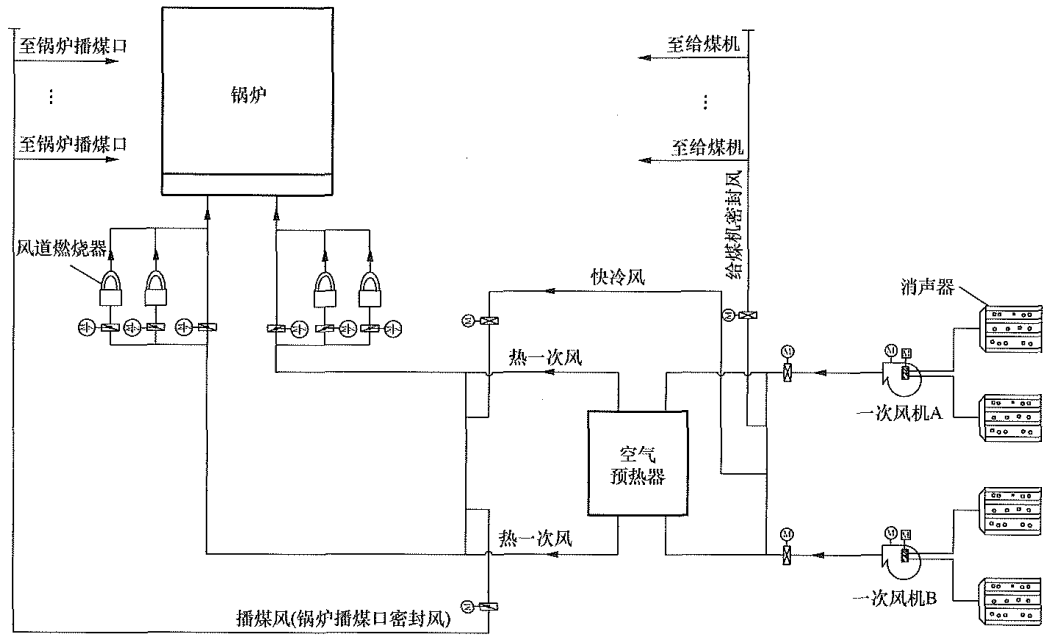 至锅炉播煤口
至给煤机
⋮
锅炉
⋮
至锅炉播煤口
至给煤机
给煤机密封风
风道燃烧器
快冷风
消声器
M
M
M
M
M
热一次风
一次风机A
空气
预热器
热一次风
M
M
M
一次风机B
M
播煤风(锅炉播煤口密封风)